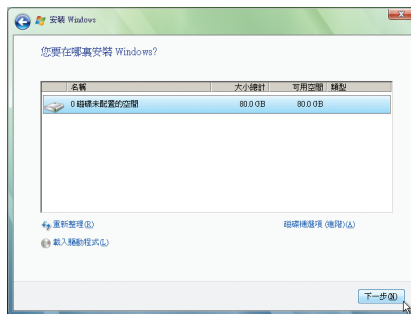 安裝 Windows
您要在哪裏安裝 Windows?
名稱 大小總計 可用空間 類型
0 磁碟未配置的空間 80.0 GB 80.0 GB
重新整理(R) 磁碟機選項 (進階)(A)
載入驅動程式(L)
下一步(N)